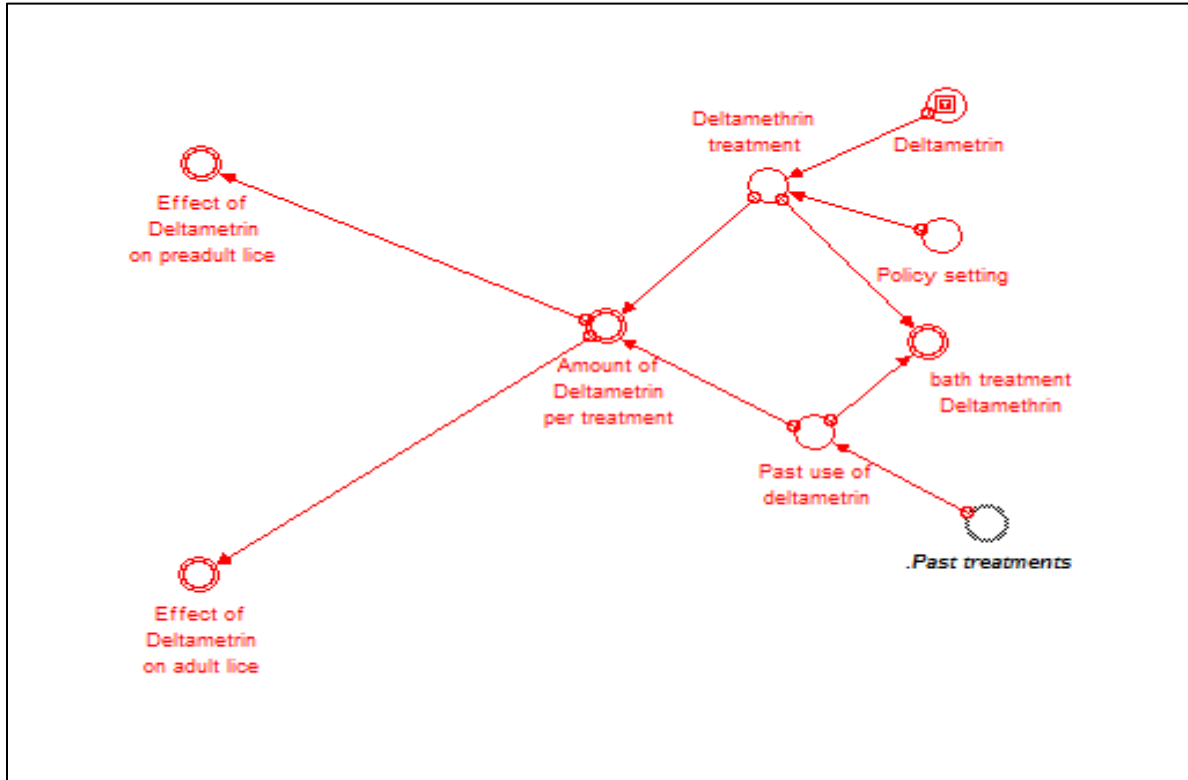 Deltamethrin
treatment
Deltametrin
Effect of
Deltametrin
on preadult lice
Policy setting
Amount of
Deltametrin
per treatment
bath treatment
Deltamethrin
Past use of
deltametrin
.Past treatments
Effect of
Deltametrin
on adult lice